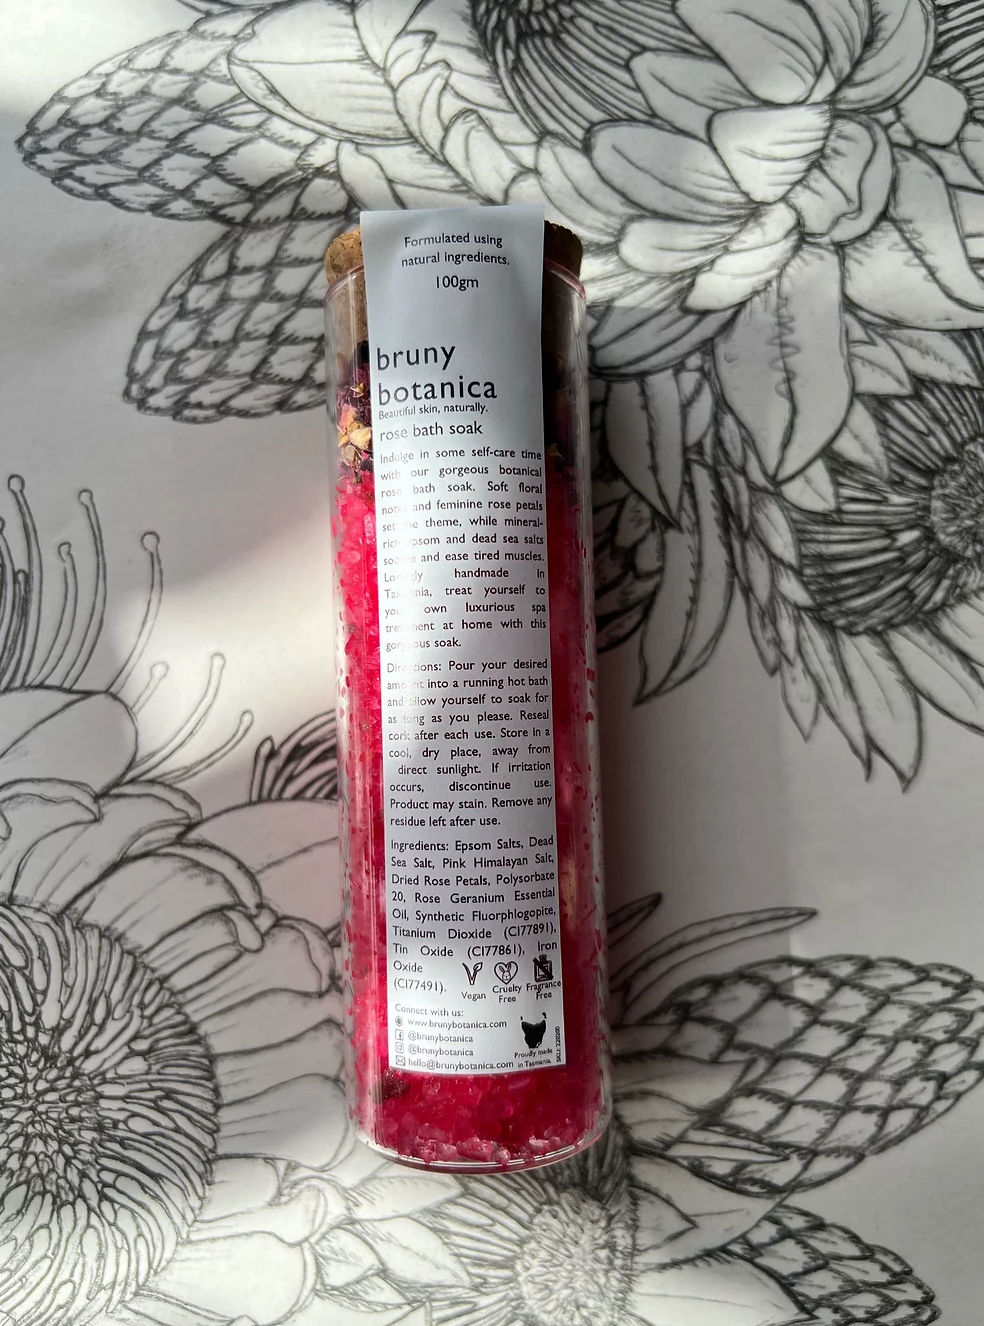 Formulated using
natural ingredients.
100gm
bruny
botanica
Beautiful skin, naturally.
rose bath soak
Indulge in some self-care time
with our gorgeous botanical
rose bath soak. Soft floral
notes and feminine rose petals
set the theme, while mineral-
rich epsom and dead sea salts
soothe and ease tired muscles.
Lovingly handmade in
Tasmania, treat yourself to
your own luxurious spa
treatment at home with this
gorgeous soak.
Directions: Pour your desired
amount into a running hot bath
and allow yourself to soak for
as long as you please. Reseal
cork after each use. Store in a
cool, dry place, away from
direct sunlight. If irritation
occurs, discontinue use.
Product may stain. Remove any
residue left after use.
Ingredients: Epsom Salts, Dead
Sea Salt, Pink Himalayan Salt,
Dried Rose Petals, Polysorbate
20, Rose Geranium Essential
Oil, Synthetic Fluorphlogopite,
Titanium Dioxide (CI77891),
Tin Oxide (CI77861), Iron
Oxide
(CI77491).
Vegan
Cruelty
Free
Fragrance
Free
Connect with us:
www.brunybotanica.com
@brunybotanica
@brunybotanica
hello@brunybotanica.com
Proudly made
in Tasmania